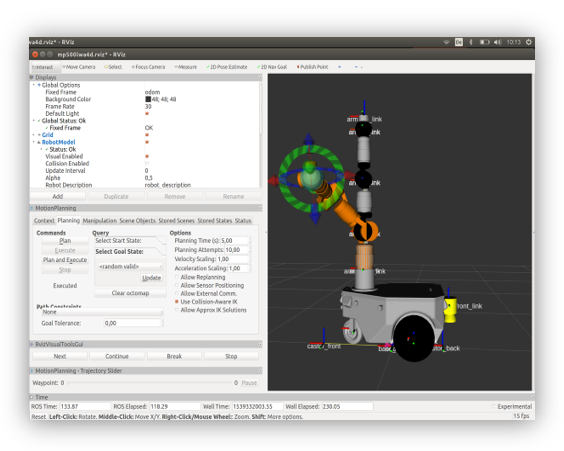 wa4d.rviz* - RViz
De 4:48) 10:13
mp500lwa4d.rviz* - RViz
Interact Move Camera Select Focus Camera Measure 2D Pose Estimate 2D Nav Goal Publish Point
Displays
Global Options
Fixed Frame odom
Background Color 48; 48; 48
Frame Rate 30
Default Light
Global Status: Ok
Fixed Frame OK
Grid
RobotModel
Status: Ok
Visual Enabled
Collision Enabled
Update Interval 0
Alpha 0,5
Robot Description robot_description
Add Duplicate Remove Rename
MotionPlanning
Context Planning Manipulation Scene Objects Stored Scenes Stored States Status
Commands Query Options
Plan Select Start State: Planning Time (s): 5,00
Execute Select Goal State: Planning Attempts: 10,00
Plan and Execute <random valid> Velocity Scaling: 1,00
Stop Update Acceleration Scaling: 1,00
Executed Clear octomap Allow Replanning
Allow Sensor Positioning
Allow External Comm.
Use Collision-Aware IK
Allow Approx IK Solutions
Path Constraints
None
Goal Tolerance: 0,00
RvizVisualToolsGui
Next Continue Break Stop
MotionPlanning - Trajectory Slider
Waypoint: 0 0 Pause
Time
ROS Time: 133.87 ROS Elapsed: 118.29 Wall Time: 1539332003.55 Wall Elapsed: 230.05 Experimental
Reset Left-Click: Rotate. Middle-Click: Move X/Y. Right-Click/Mouse Wheel: Zoom. Shift: More options. 15 fps